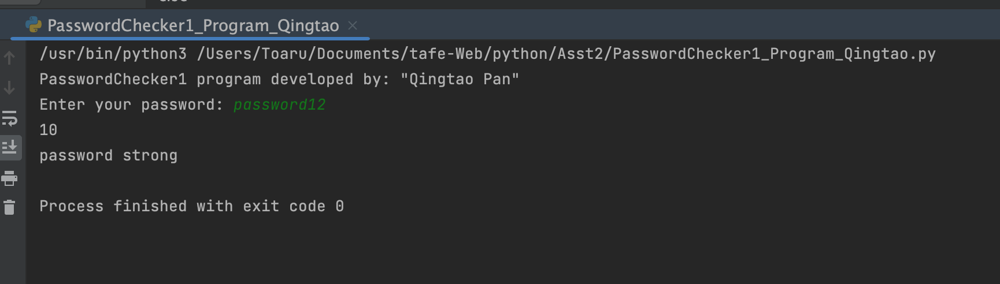 PasswordChecker1_Program_Qingtao
/usr/bin/python3 /Users/Toaru/Documents/tafe-Web/python/Asst2/PasswordChecker1_Program_Qingtao.py
PasswordChecker1 program developed by: "Qingtao Pan"
Enter your password: password12
10
password strong
Process finished with exit code 0